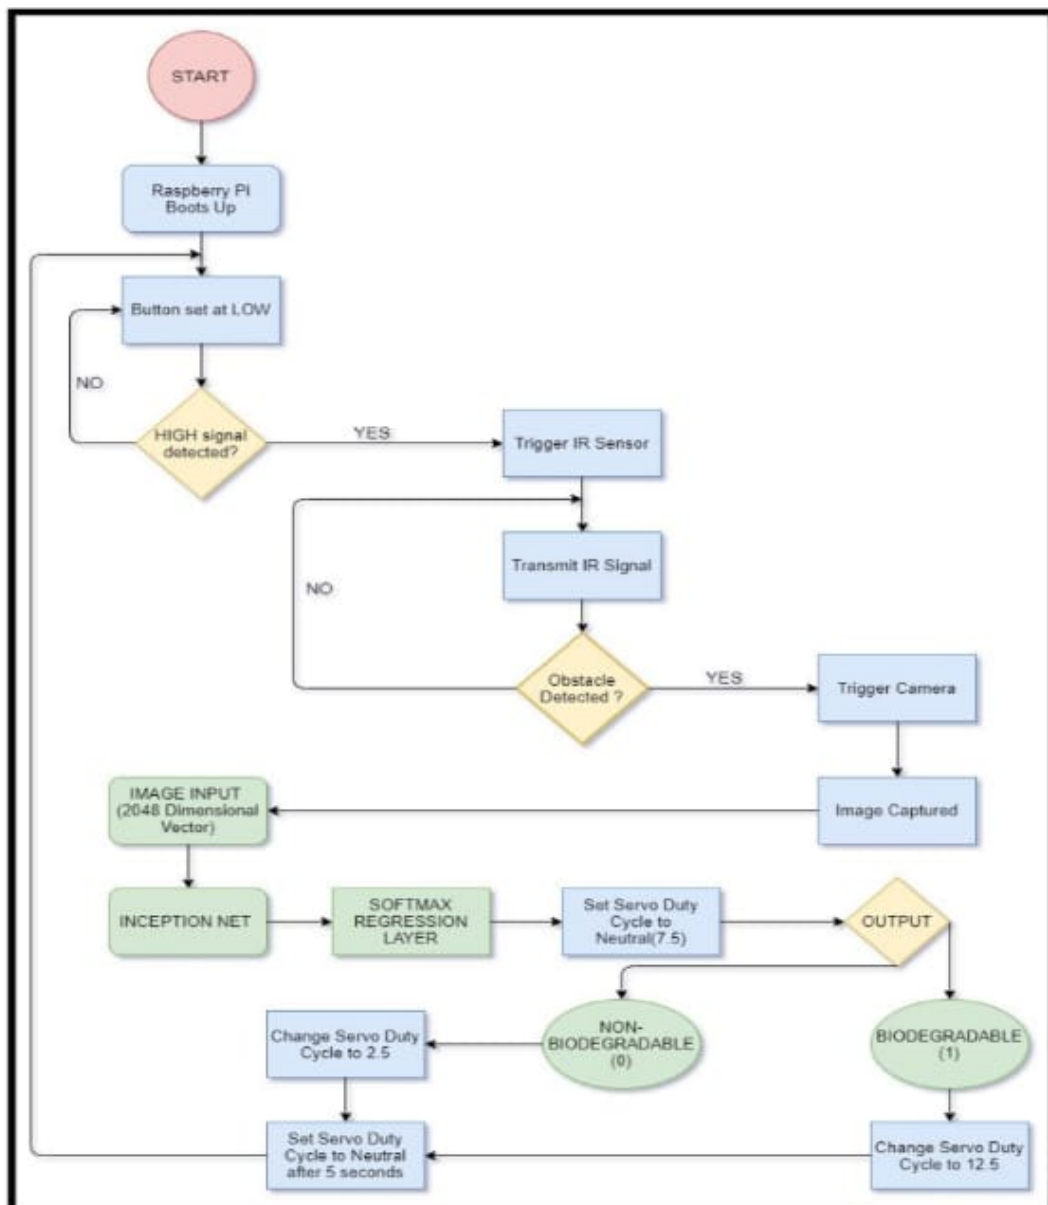 START
Raspberry Pi
Boots Up
Button set at LOW
NO
HIGH signal
detected?
YES
Trigger IR Sensor
Transmit IR Signal
NO
Obstacle
Detected ?
YES
Trigger Camera
Image Captured
IMAGE INPUT
(2048 Dimensional
Vector)
INCEPTION NET
SOFTMAX
REGRESSION
LAYER
Set Servo Duty
Cycle to
Neutral(7.5)
OUTPUT
NON-
BIODEGRADABLE
(0)
BIODEGRADABLE
(1)
Change Servo Duty
Cycle to 2.5
Set Servo Duty
Cycle to Neutral
after 5 seconds
Change Servo Duty
Cycle to 12.5